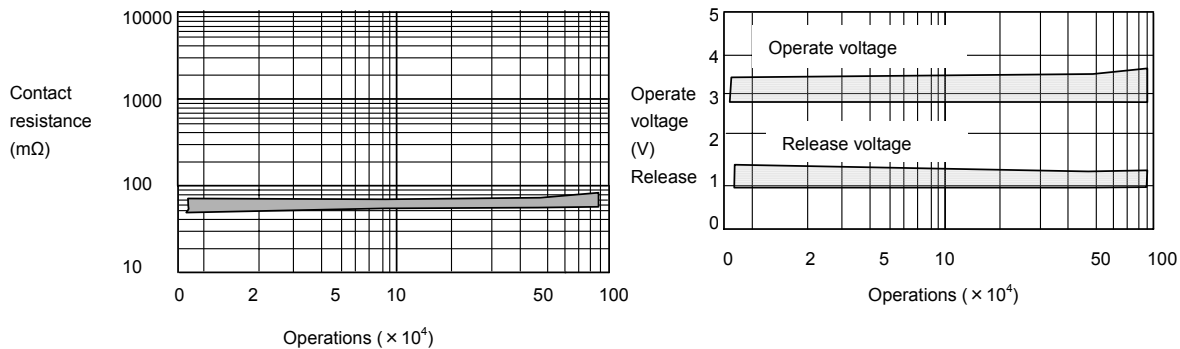 10000
1000
100
10
Contact
resistance
(mΩ)
0 2 5 10 50 100
Operations ( × 10⁴)
5
4
3
2
1
0
Operate voltage
Release voltage
Operate
voltage
(V)
Release
0 2 5 10 50 100
Operations ( × 10⁴)